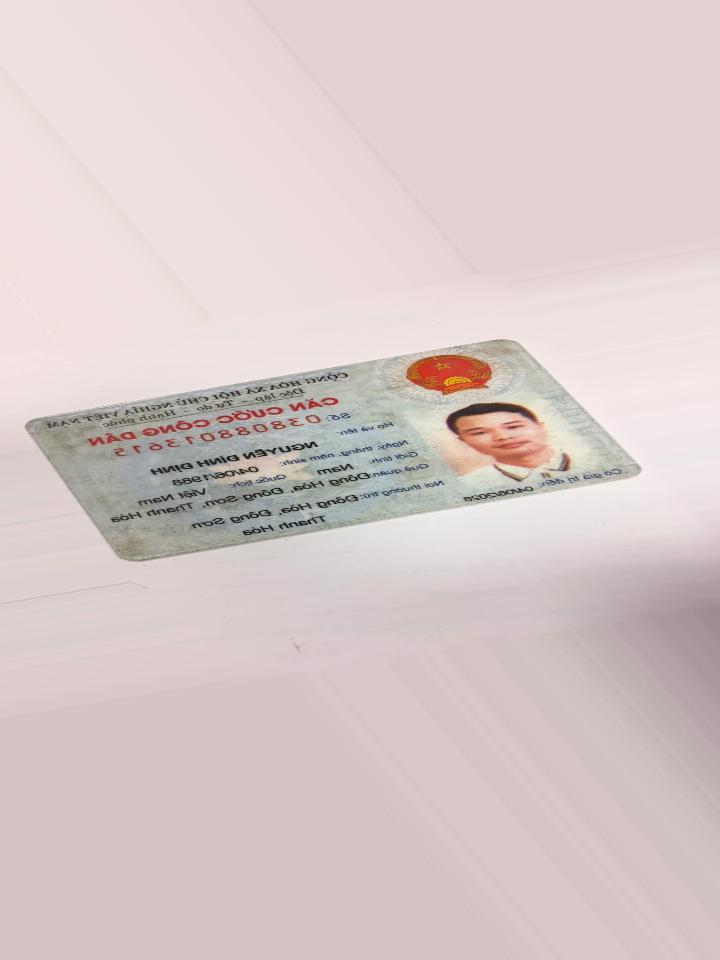 CỘNG HÒA XÃ HỘI CHỦ NGHĨA VIỆT NAM
Độc lập - Tự do - Hạnh phúc
CĂN CƯỚC CÔNG DÂN
Số: 038088013615
Họ và tên:
NGUYỄN ĐÌNH ĐỊNH
Ngày, tháng, năm sinh: 04/06/1988
Giới tính: Nam Quốc tịch: Việt Nam
Quê quán: Đông Hòa, Đông Sơn, Thanh Hóa
Nơi thường trú: Đông Hòa, Đông Sơn
Thanh Hóa
Có giá trị đến: 04/06/2028